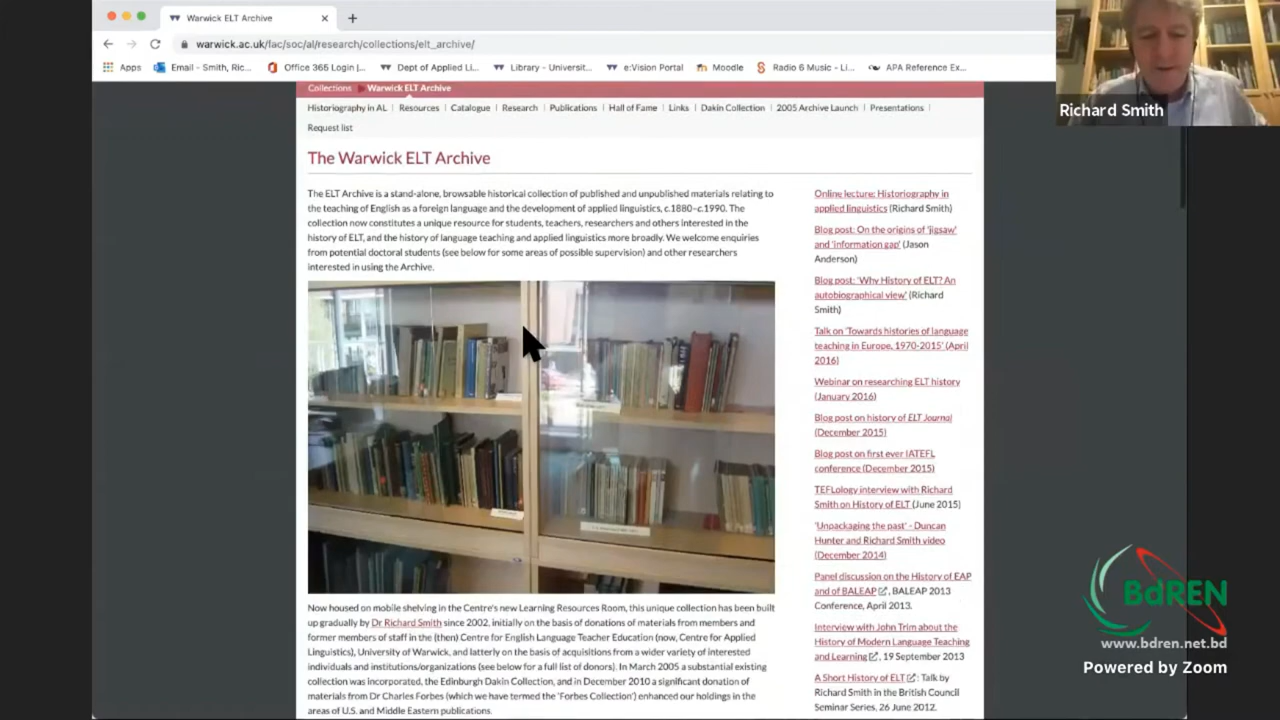 Warwick ELT Archive
warwick.ac.uk/fac/soc/al/research/collections/elt_archive/
Apps Email - Smith, Ric... Office 365 Login |... Dept of Applied Li... Library - Universit... e:Vision Portal Moodle Radio 6 Music - Li... APA Reference Ex...
Richard Smith
Collections Warwick ELT Archive
Historiography in AL Resources Catalogue Research Publications Hall of Fame Links Dakin Collection 2005 Archive Launch Presentations
Request list
The Warwick ELT Archive
The ELT Archive is a stand-alone, browsable historical collection of published and unpublished materials relating to
the teaching of English as a foreign language and the development of applied linguistics, c.1880–c.1990. The
collection now constitutes a unique resource for students, teachers, researchers and others interested in the
history of ELT, and the history of language teaching and applied linguistics more broadly. We welcome enquiries
from potential doctoral students (see below for some areas of possible supervision) and other researchers
interested in using the Archive.
Now housed on mobile shelving in the Centre's new Learning Resources Room, this unique collection has been built
up gradually by Dr Richard Smith since 2002, initially on the basis of donations of materials from members and
former members of staff in the (then) Centre for English Language Teacher Education (now, Centre for Applied
Linguistics), University of Warwick, and latterly on the basis of acquisitions from a wider variety of interested
individuals and institutions/organizations (see below for a full list of donors). In March 2005 a substantial existing
collection was incorporated, the Edinburgh Dakin Collection, and in December 2010 a significant donation of
materials from Dr Charles Forbes (which we have termed the 'Forbes Collection') enhanced our holdings in the
areas of U.S. and Middle Eastern publications.
Online lecture: Historiography in
applied linguistics (Richard Smith)
Blog post: On the origins of 'jigsaw'
and 'information gap' (Jason
Anderson)
Blog post: 'Why History of ELT? An
autobiographical view' (Richard
Smith)
Talk on 'Towards histories of language
teaching in Europe, 1970-2015' (April
2016)
Webinar on researching ELT history
(January 2016)
Blog post on history of ELT Journal
(December 2015)
Blog post on first ever IATEFL
conference (December 2015)
TEFLology interview with Richard
Smith on History of ELT (June 2015)
'Unpackaging the past' - Duncan
Hunter and Richard Smith video
(December 2014)
Panel discussion on the History of EAP
and of BALEAP, BALEAP 2013
Conference, April 2013.
Interview with John Trim about the
History of Modern Language Teaching
and Learning, 19 September 2013
A Short History of ELT: Talk by
Richard Smith in the British Council
Seminar Series, 26 June 2012.
BdREN
www.bdren.net.bd
Powered by Zoom